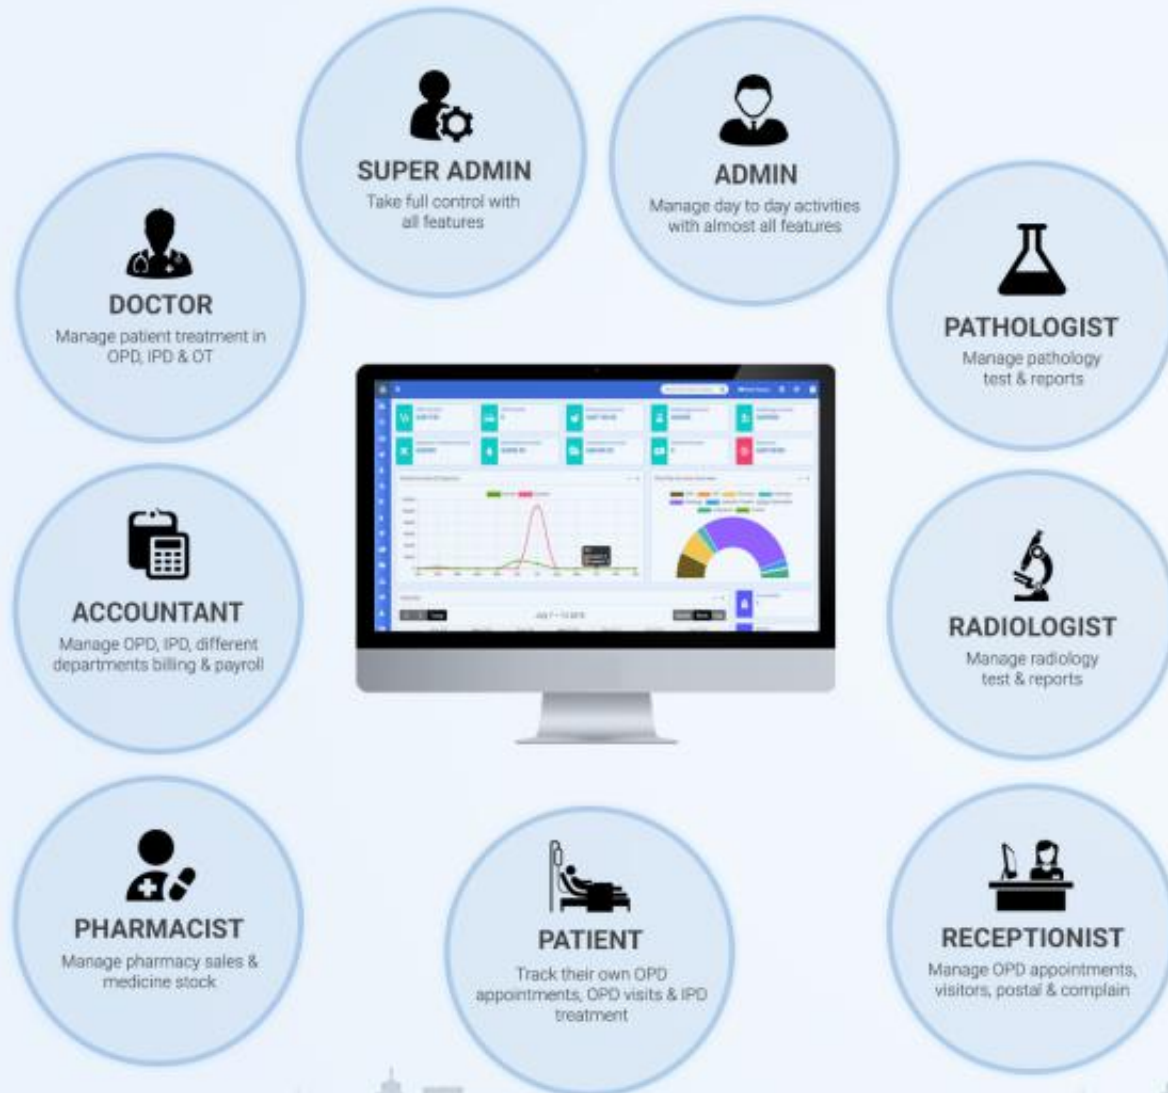 SUPER ADMIN
Take full control with
all features
ADMIN
Manage day to day activities
with almost all features
DOCTOR
Manage patient treatment in
OPD, IPD & OT
PATHOLOGIST
Manage pathology
test & reports
ACCOUNTANT
Manage OPD, IPD, different
departments billing & payroll
RADIOLOGIST
Manage radiology
test & reports
PHARMACIST
Manage pharmacy sales &
medicine stock
PATIENT
Track their own OPD
appointments, OPD visits & IPD
treatment
RECEPTIONIST
Manage OPD appointments,
visitors, postal & complain